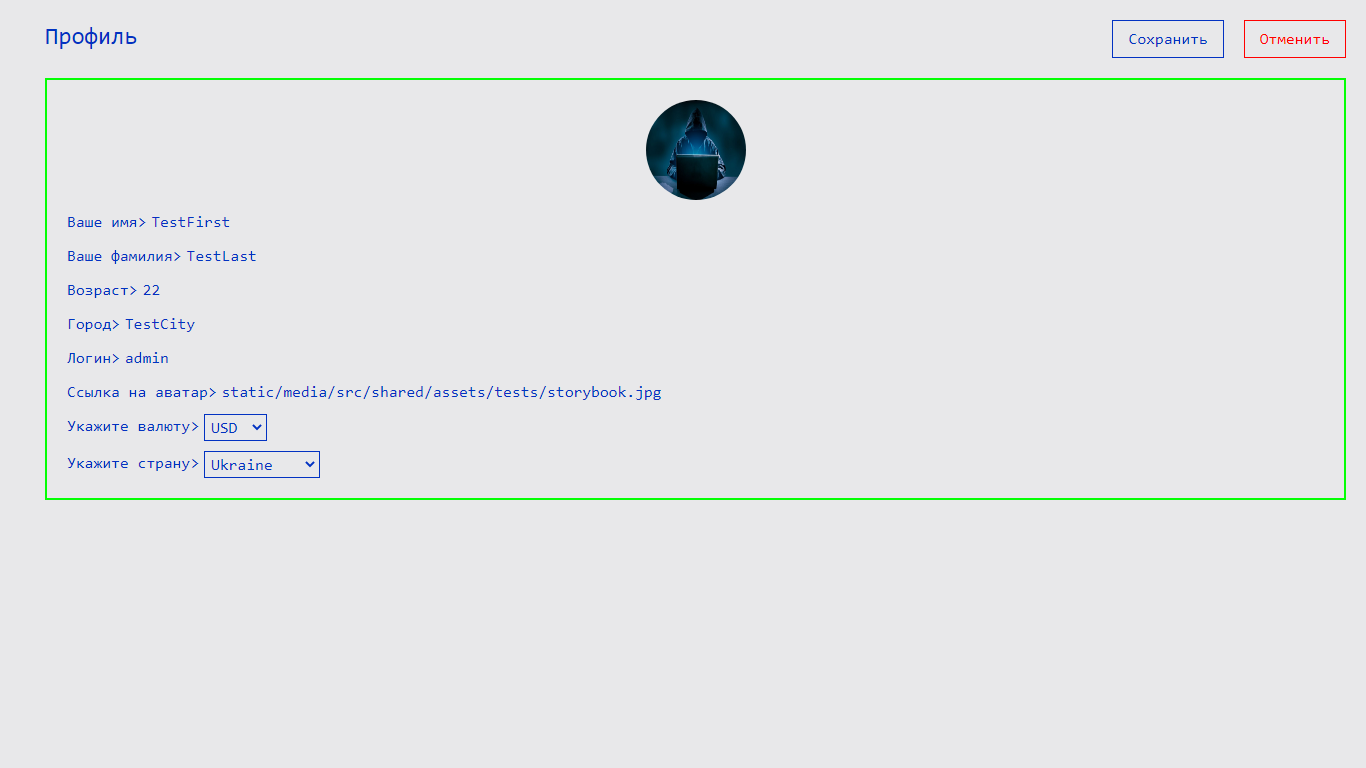 Профиль
Сохранить
Отменить
Ваше имя> TestFirst
Ваше фамилия> TestLast
Возраст> 22
Город> TestCity
Логин> admin
Ссылка на аватар> static/media/src/shared/assets/tests/storybook.jpg
Укажите валюту> USD
Укажите страну> Ukraine